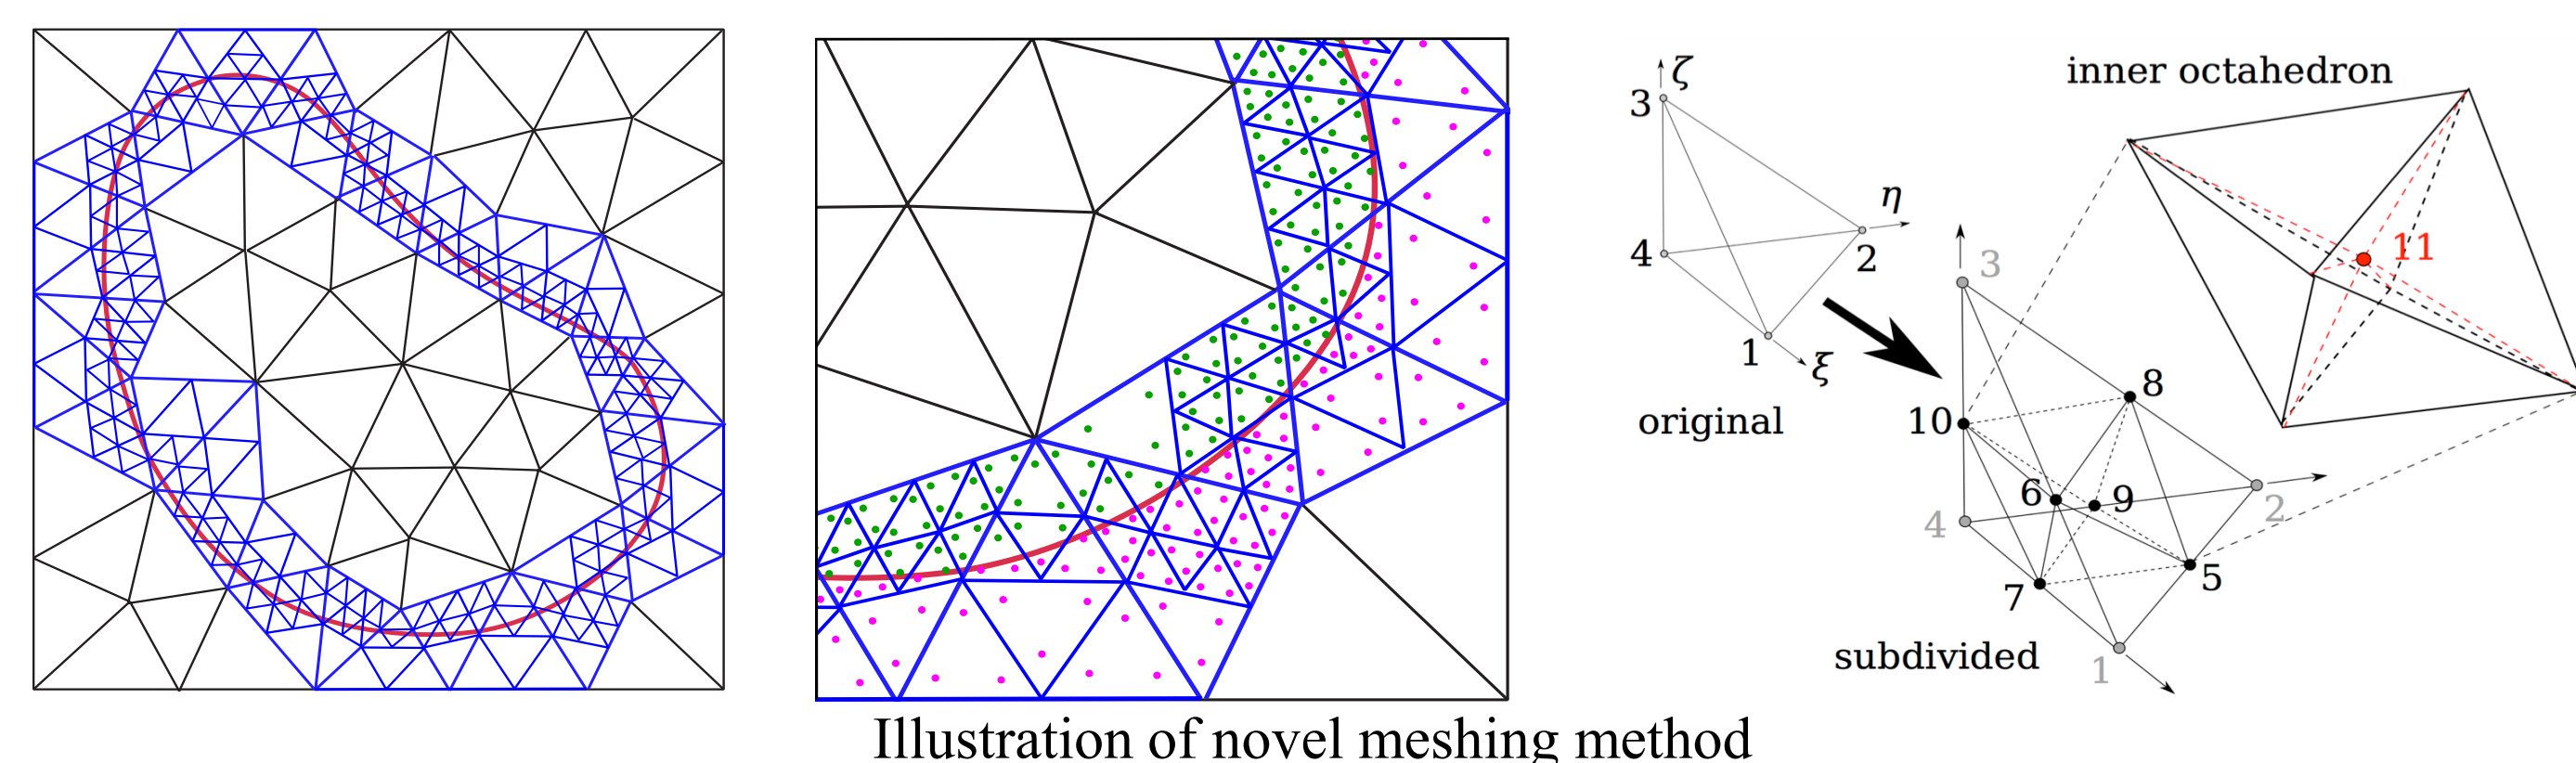 ζ
3
η
4
2
1
ξ
original
inner octahedron
11
3
8
10
6
9
2
4
7
5
1
subdivided
Illustration of novel meshing method